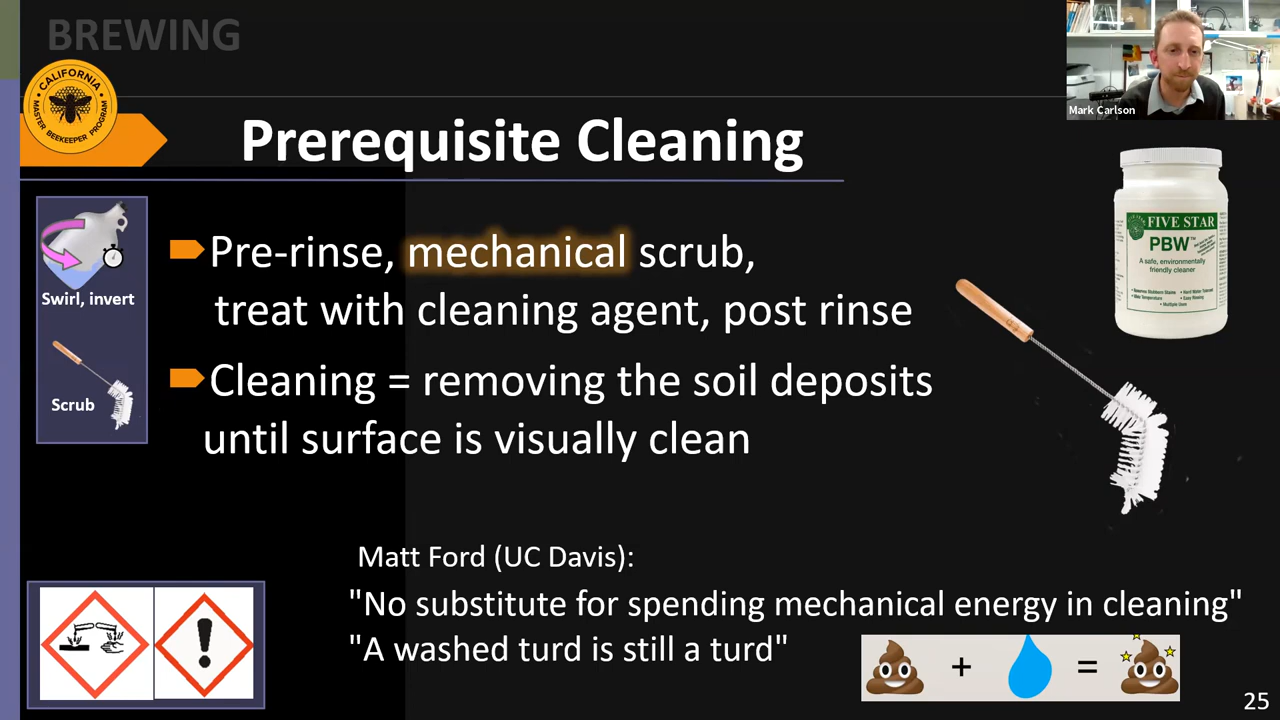 BREWING
CALIFORNIA
MASTER BEEKEEPER PROGRAM
Mark Carlson
Prerequisite Cleaning
Swirl, invert
Scrub
Pre-rinse, mechanical scrub,
treat with cleaning agent, post rinse
Cleaning = removing the soil deposits
until surface is visually clean
FIVE STAR
PBW™
A safe, environmentally
friendly cleaner
Matt Ford (UC Davis):
"No substitute for spending mechanical energy in cleaning"
"A washed turd is still a turd"
+ =
25